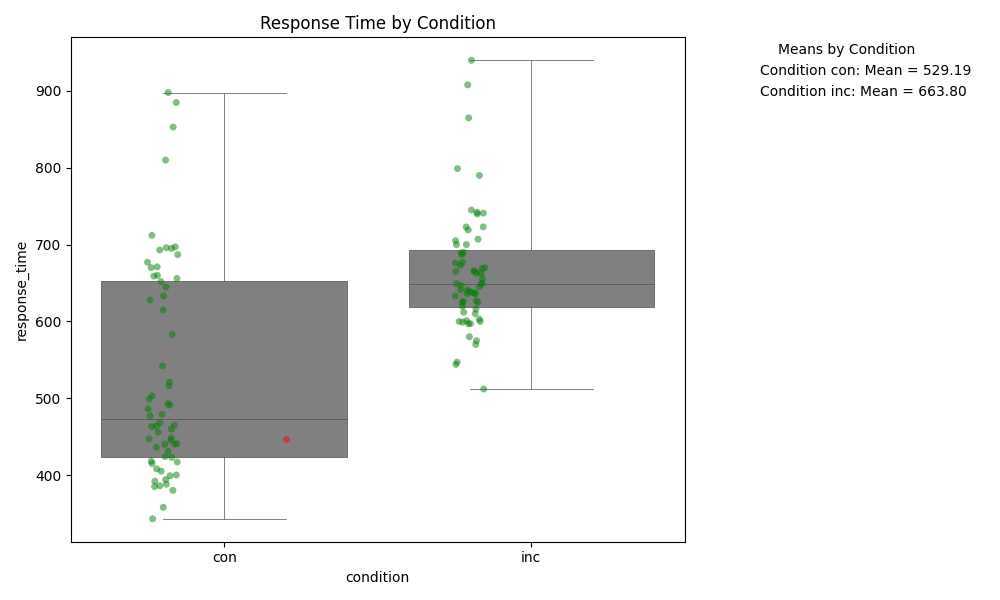 Response Time by Condition
Means by Condition
Condition con: Mean = 529.19
Condition inc: Mean = 663.80
response_time
900
800
700
600
500
400
con
inc
condition